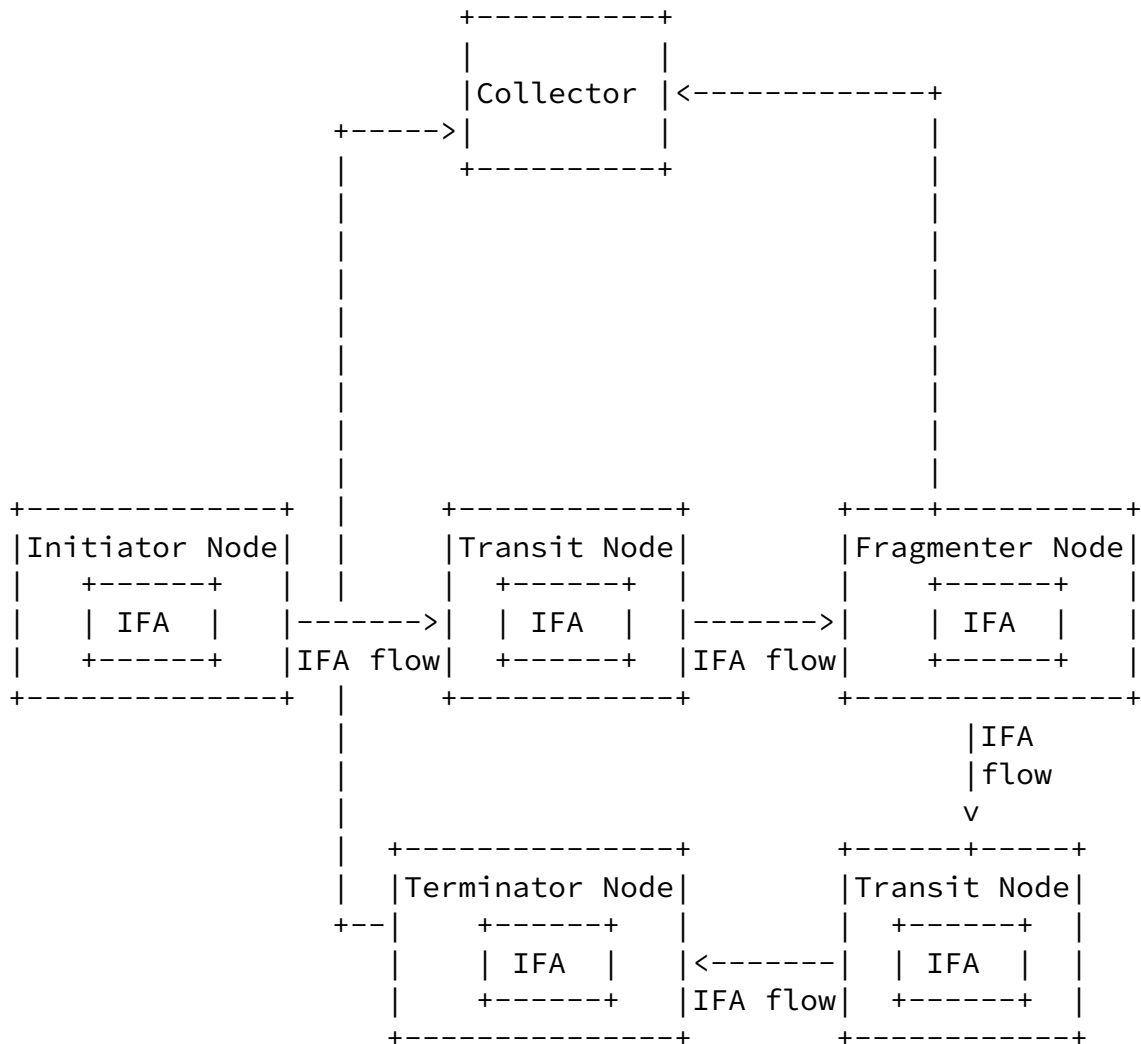 Collector
Initiator Node
Transit Node
Fragmenter Node
IFA
IFA
IFA
IFA flow
IFA flow
IFA
flow
Terminator Node
Transit Node
IFA
IFA
IFA flow